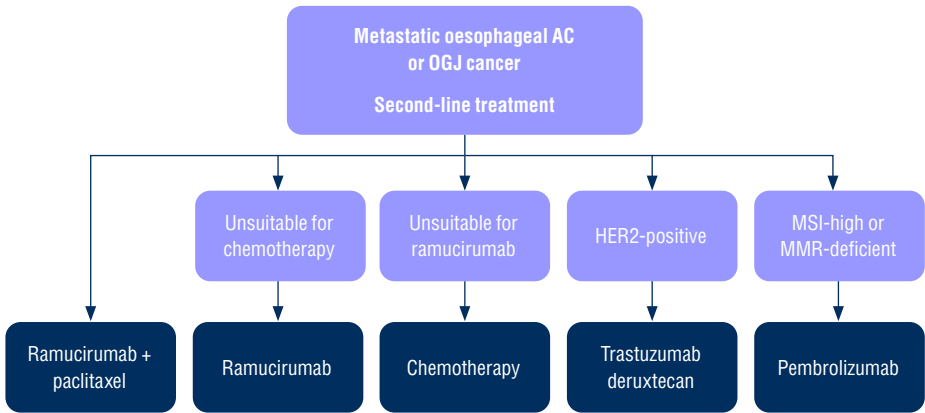 Metastatic oesophageal AC
or OGJ cancer
Second-line treatment
Unsuitable for
chemotherapy
Unsuitable for
ramucirumab
HER2-positive
MSI-high or
MMR-deficient
Ramucirumab +
paclitaxel
Ramucirumab
Chemotherapy
Trastuzumab
deruxtecan
Pembrolizumab